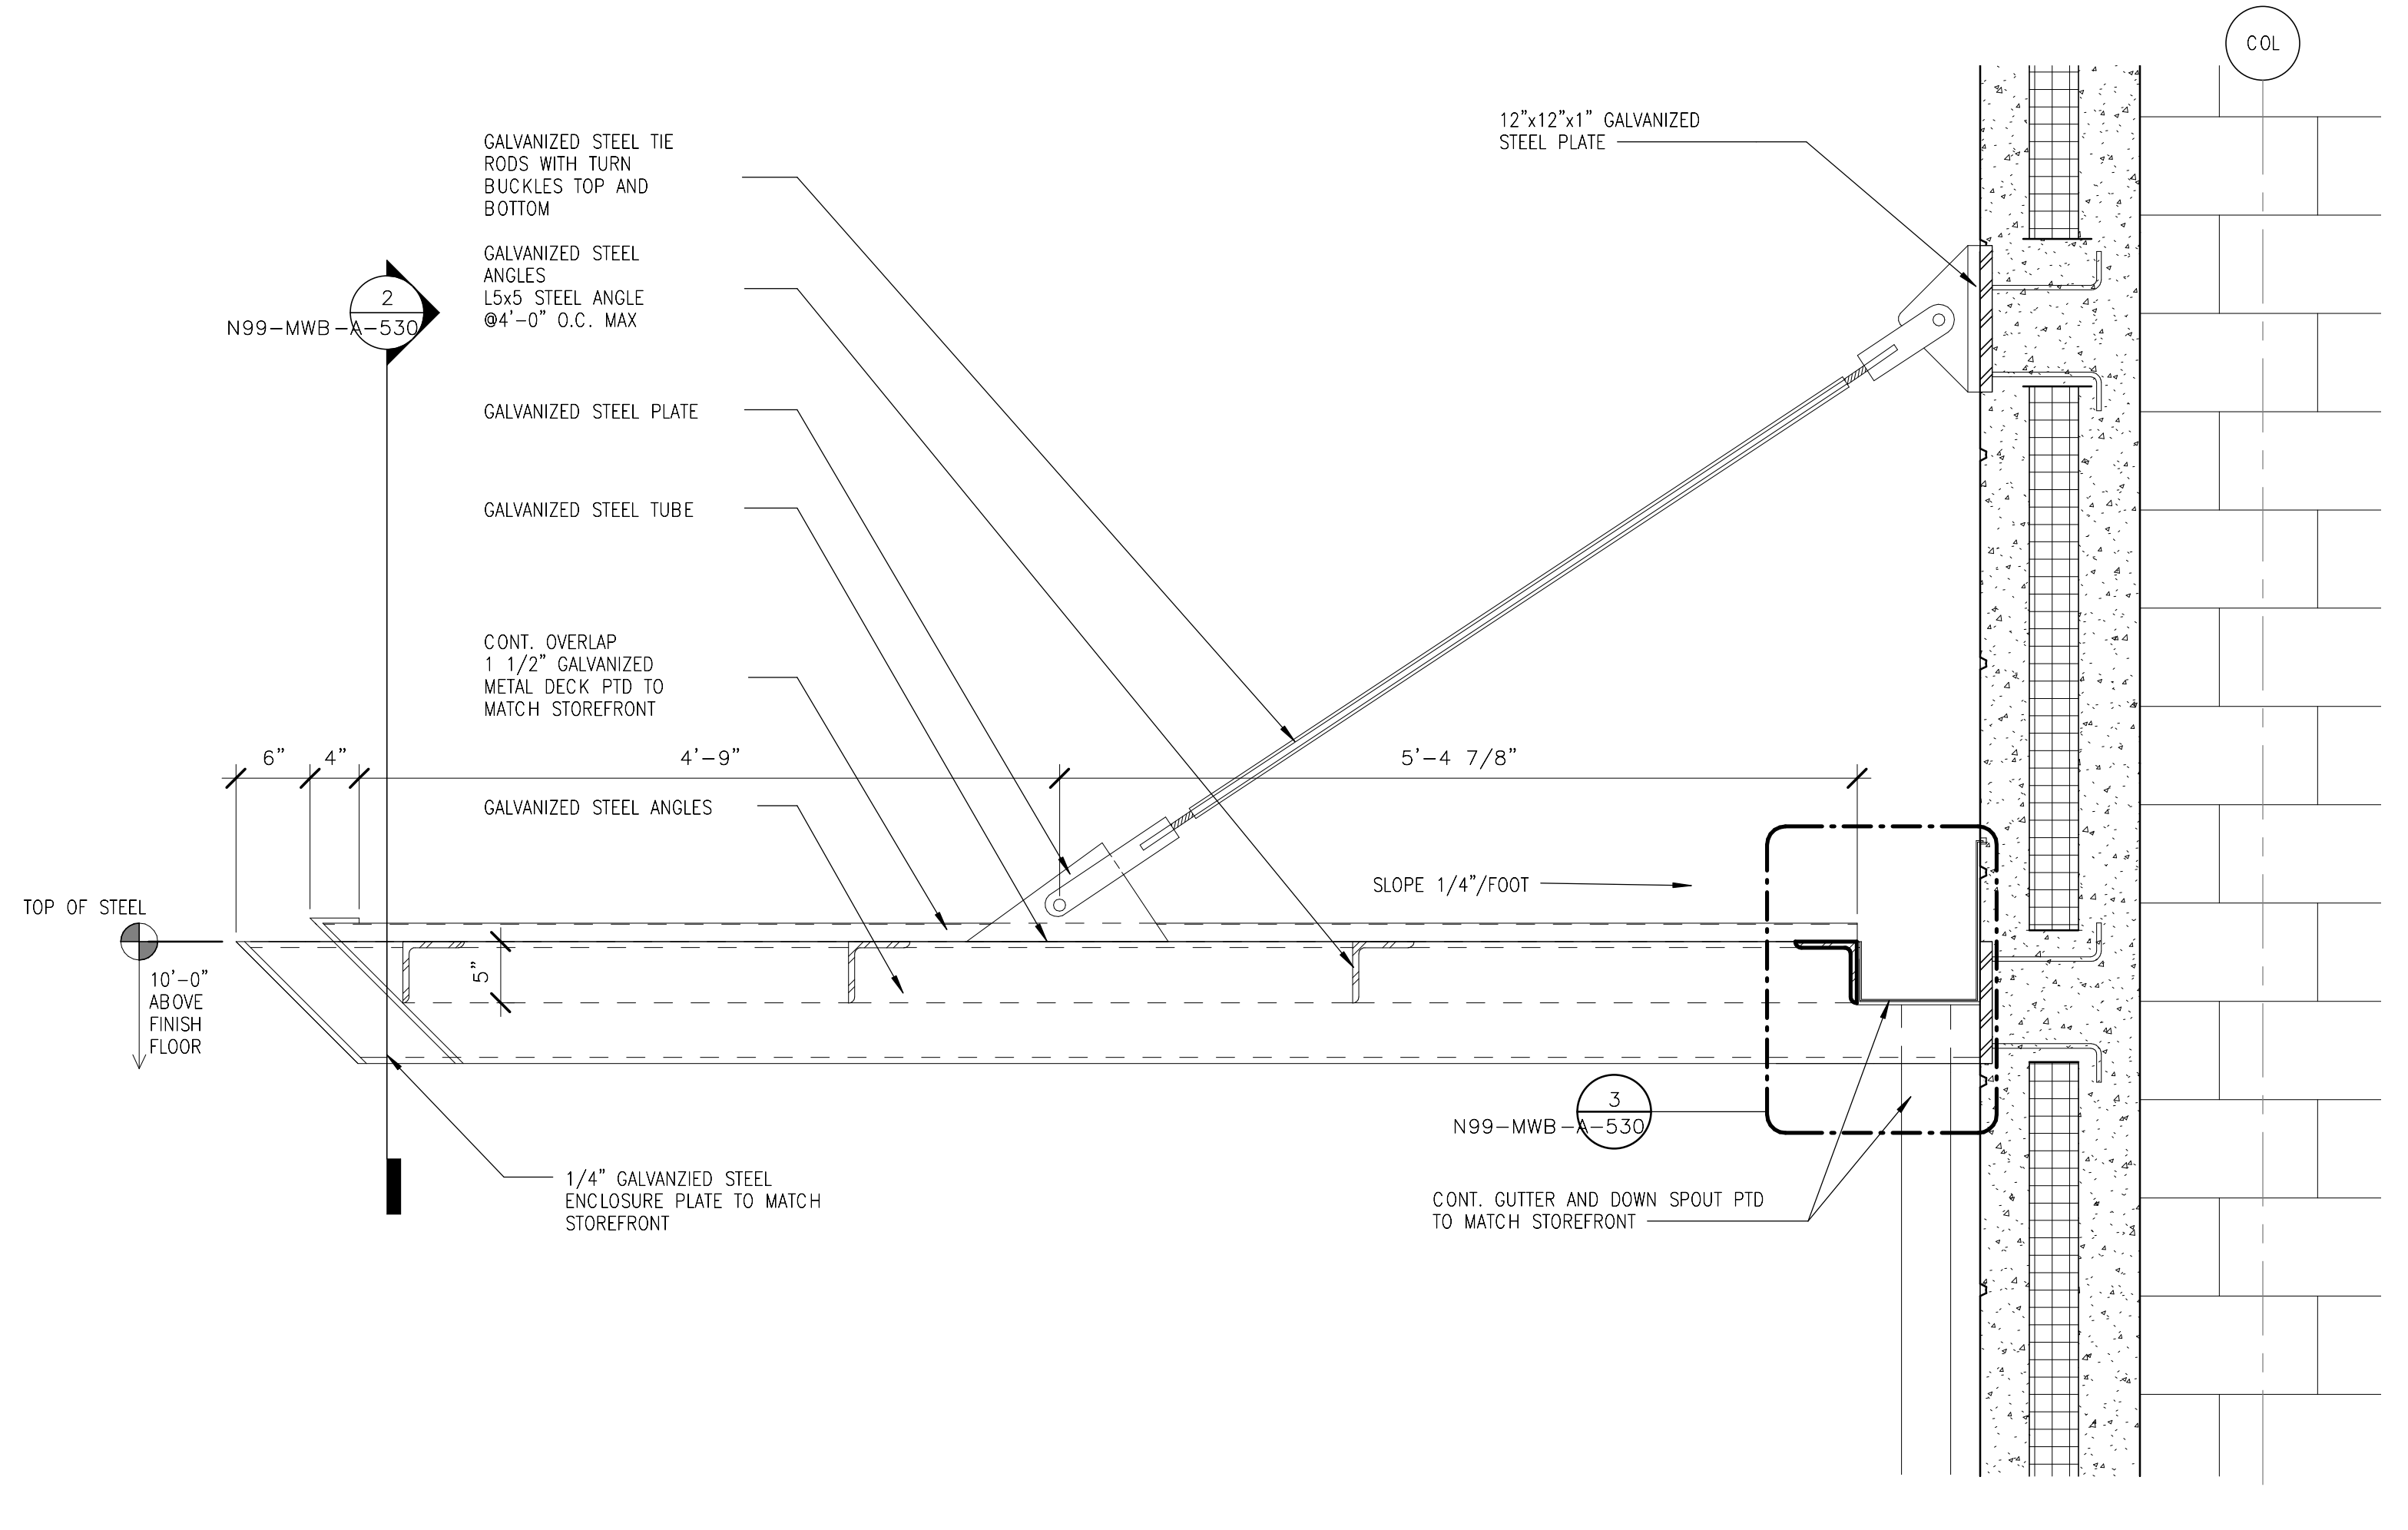 COL
12”x12”x1” GALVANIZED
STEEL PLATE
GALVANIZED STEEL TIE
RODS WITH TURN
BUCKLES TOP AND
BOTTOM
GALVANIZED STEEL
ANGLES
L5x5 STEEL ANGLE
@4’-0” O.C. MAX
2
N99-MWB-A-530
GALVANIZED STEEL PLATE
GALVANIZED STEEL TUBE
CONT. OVERLAP
1 1/2” GALVANIZED
METAL DECK PTD TO
MATCH STOREFRONT
6”
4”
4’-9”
5’-4 7/8”
GALVANIZED STEEL ANGLES
SLOPE 1/4”/FOOT
TOP OF STEEL
5”
10’-0”
ABOVE
FINISH
FLOOR
3
N99-MWB-A-530
1/4” GALVANZIED STEEL
ENCLOSURE PLATE TO MATCH
STOREFRONT
CONT. GUTTER AND DOWN SPOUT PTD
TO MATCH STOREFRONT